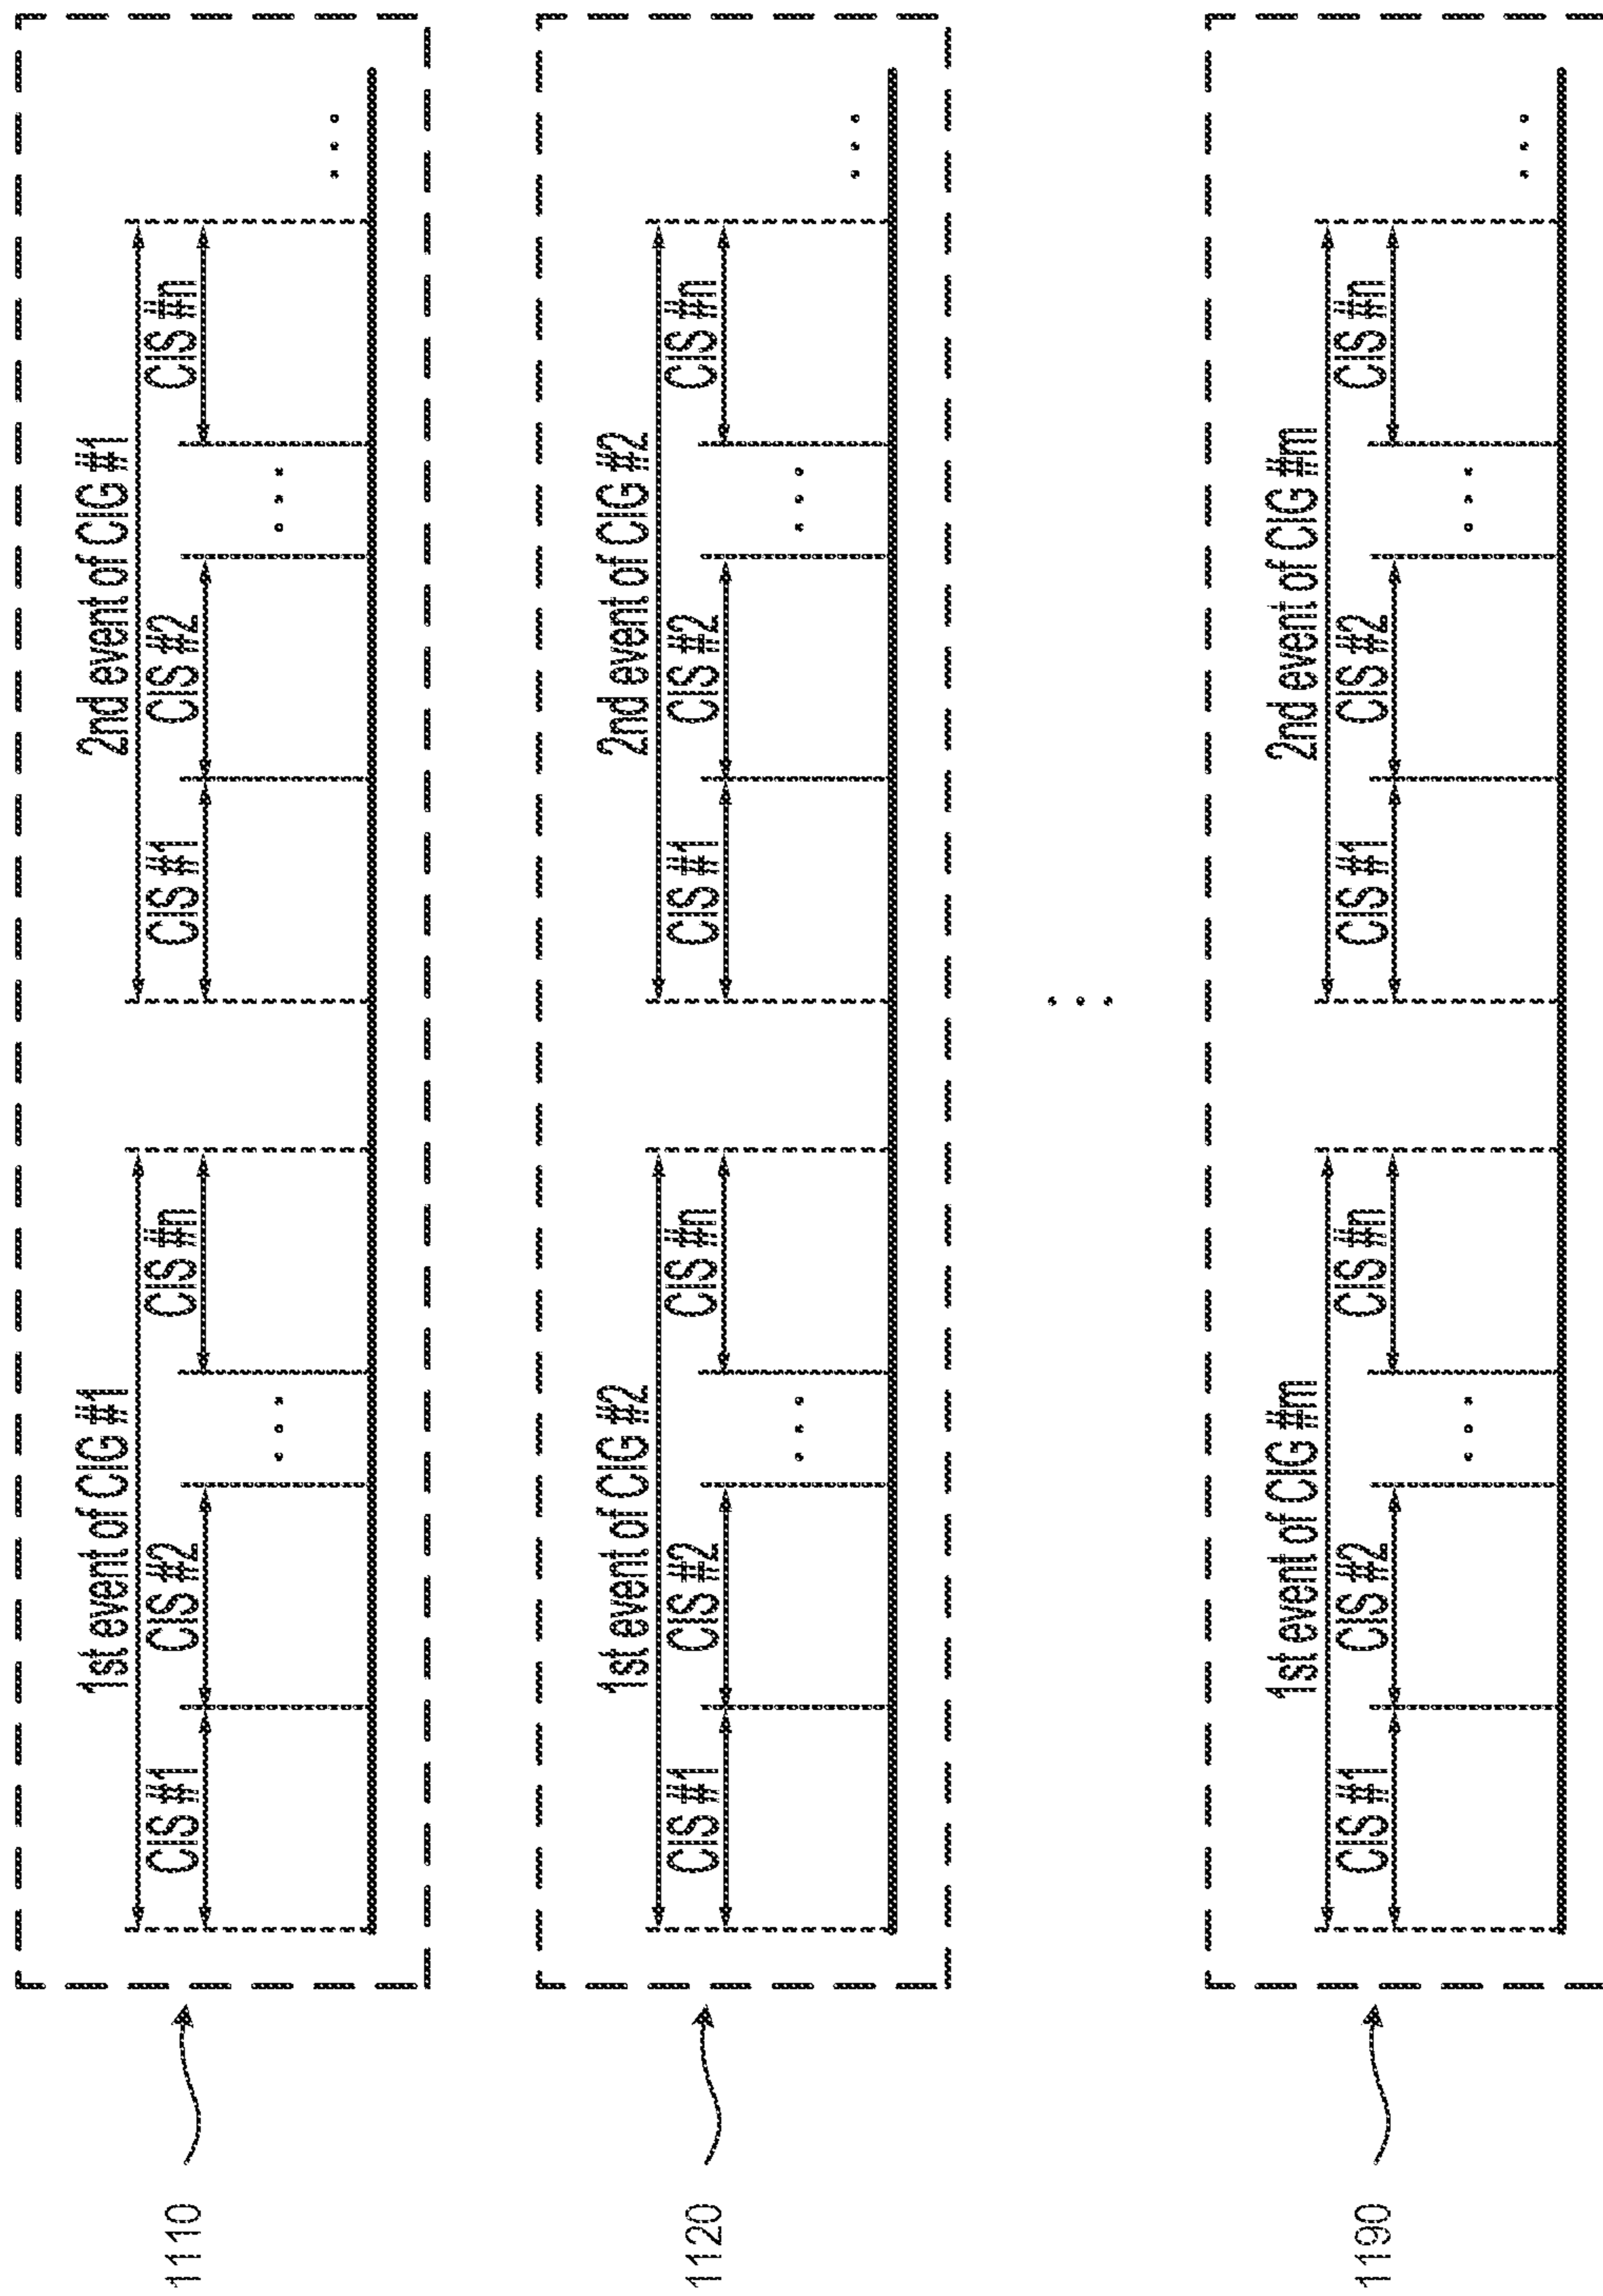 1110
1st event of CIG #1
2nd event of CIG #1
CIS #1
CIS #2
CIS #n
CIS #1
CIS #2
CIS #n
1120
1st event of CIG #2
2nd event of CIG #2
CIS #1
CIS #2
CIS #n
CIS #1
CIS #2
CIS #n
1190
1st event of CIG #m
2nd event of CIG #m
CIS #1
CIS #2
CIS #n
CIS #1
CIS #2
CIS #n